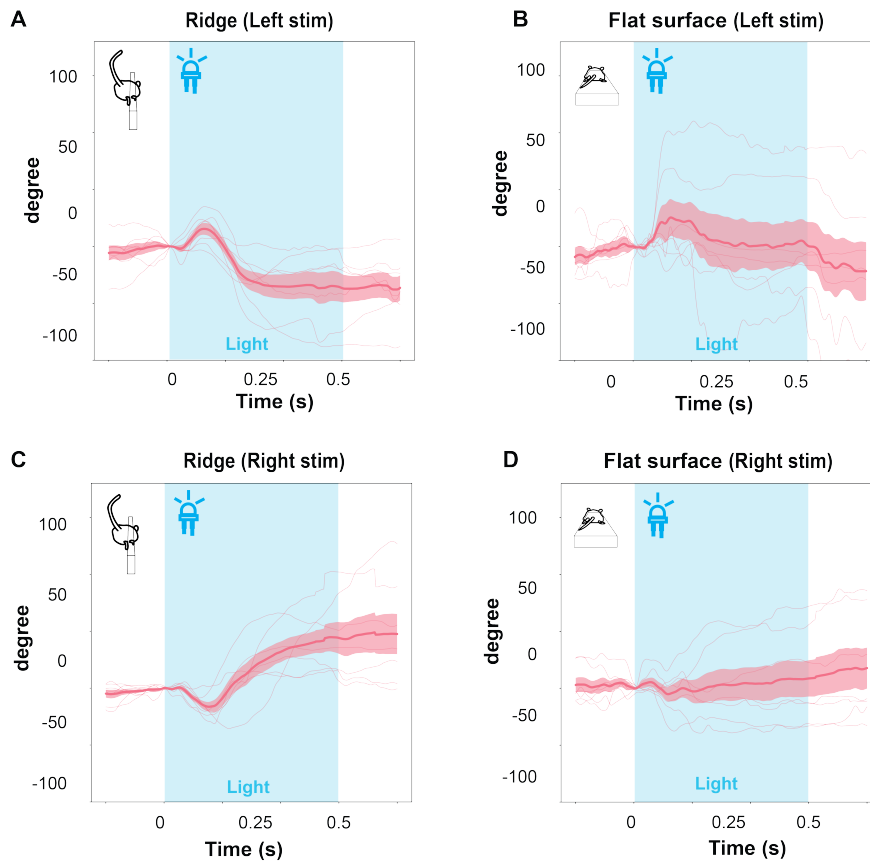 A
Ridge (Left stim)
degree
100
50
0
-50
-100
Light
0
0.25
0.5
Time (s)
B
Flat surface (Left stim)
degree
100
50
0
-50
-100
Light
0
0.25
0.5
Time (s)
C
Ridge (Right stim)
degree
100
50
0
-50
-100
Light
0
0.25
0.5
Time (s)
D
Flat surface (Right stim)
degree
100
50
0
-50
-100
Light
0
0.25
0.5
Time (s)